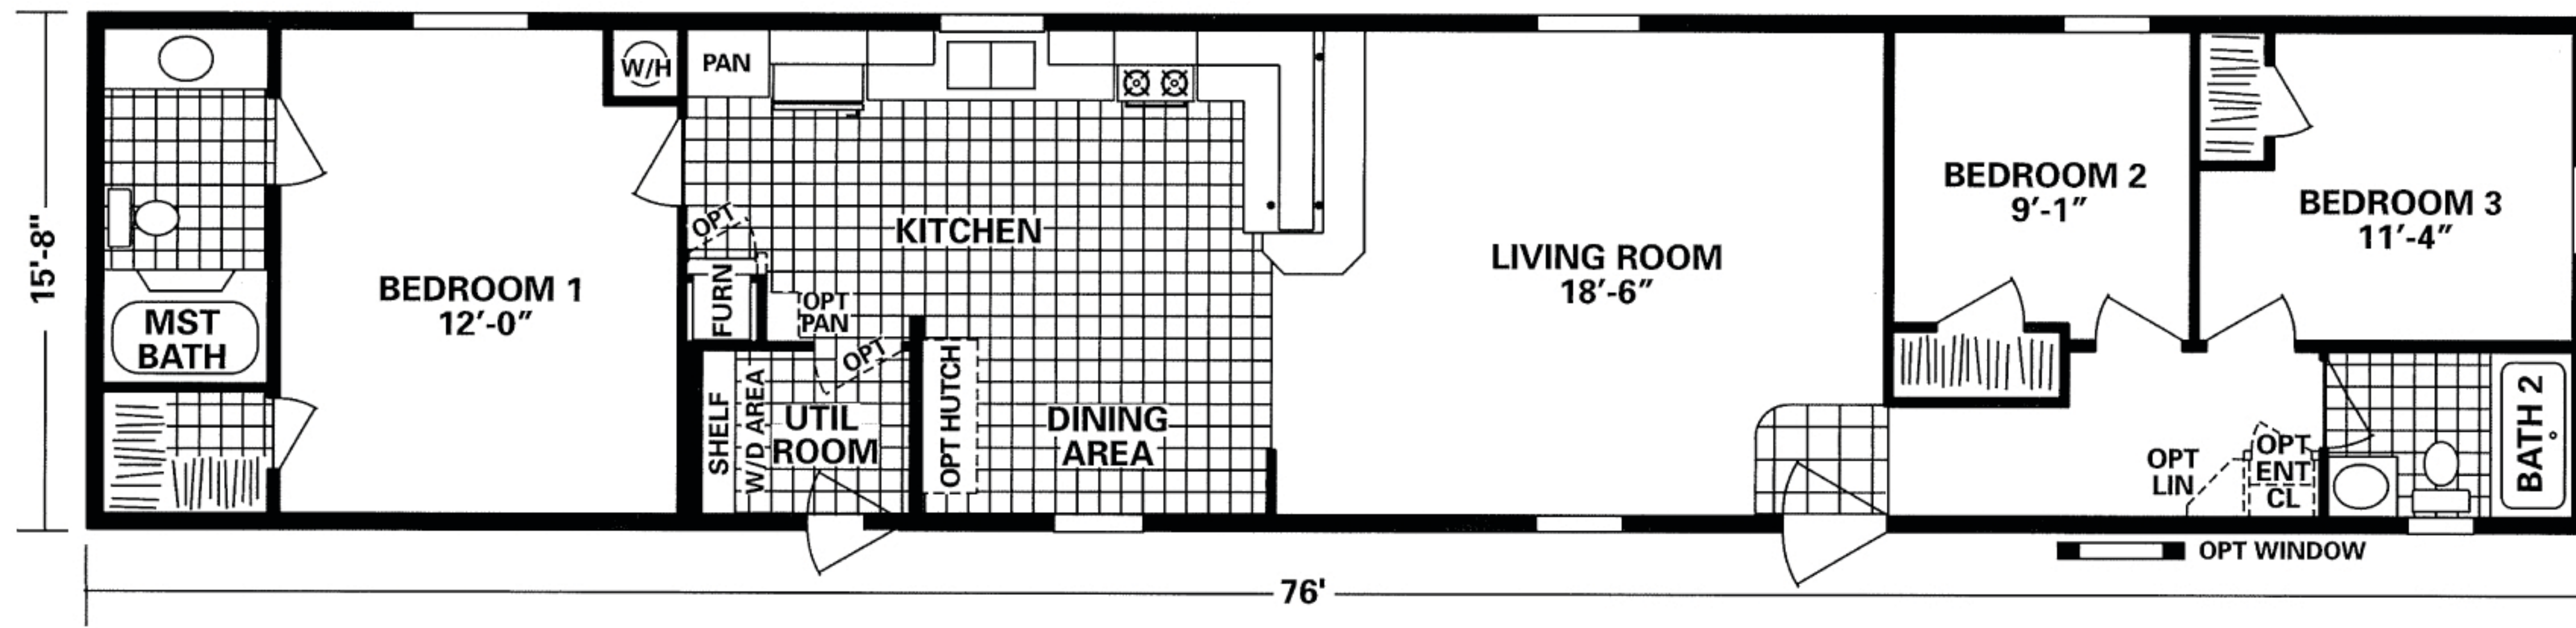 15'-8"
MST
BATH
BEDROOM 1
12'-0"
W/H
PAN
OPT
FURN
OPT
PAN
OPT
SHELF
W/D AREA
UTIL
ROOM
KITCHEN
OPT HUTCH
DINING
AREA
LIVING ROOM
18'-6"
BEDROOM 2
9'-1"
BEDROOM 3
11'-4"
OPT
LIN
OPT
ENT
CL
BATH 2
OPT WINDOW
76'